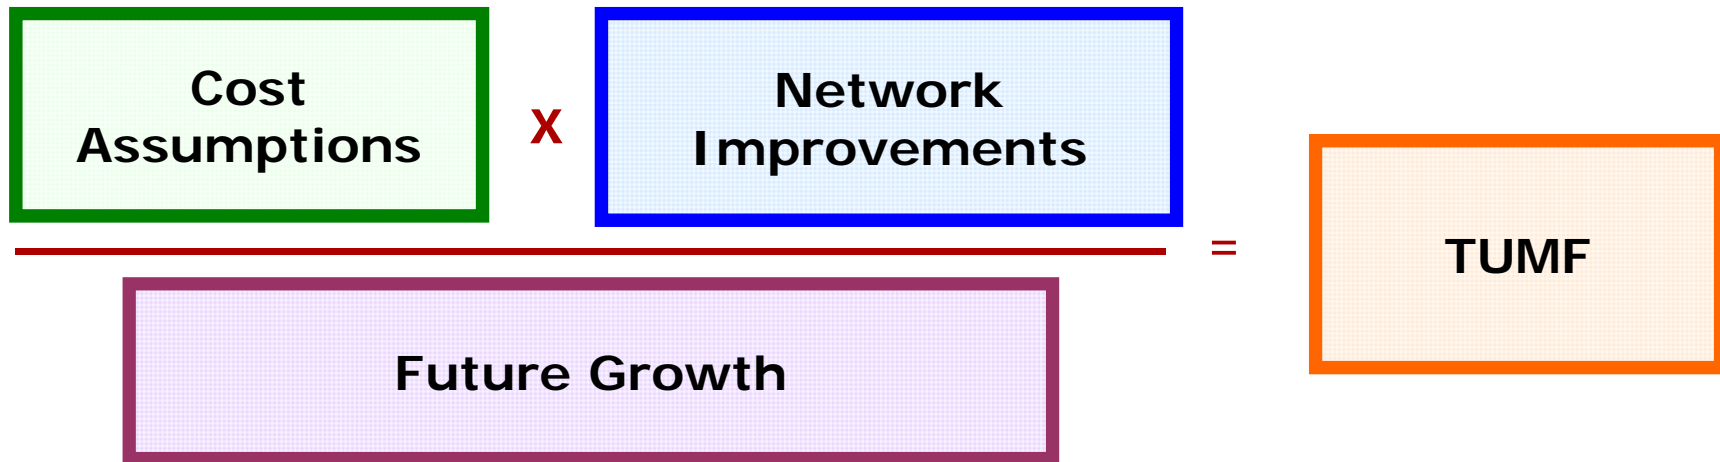 Cost
Assumptions
x
Network
Improvements
=
TUMF
Future Growth